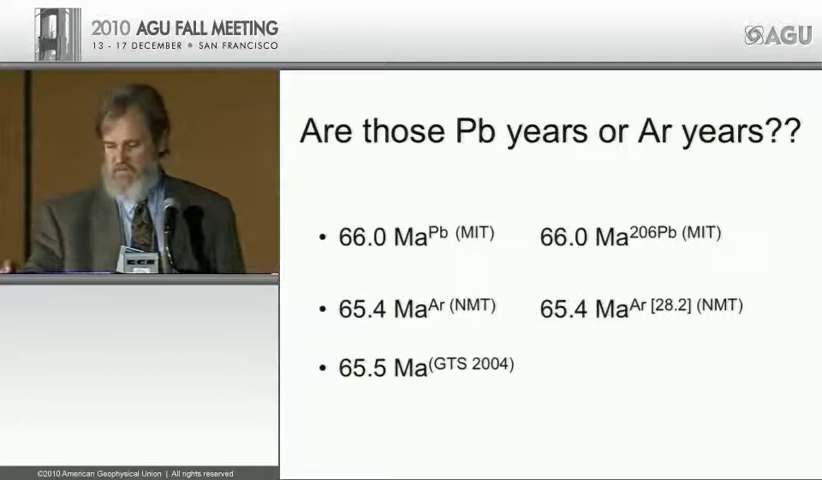 2010 AGU FALL MEETING
13 - 17 DECEMBER • SAN FRANCISCO
AGU
Are those Pb years or Ar years??
• 66.0 Ma^Pb (MIT) 66.0 Ma^206Pb (MIT)
• 65.4 Ma^Ar (NMT) 65.4 Ma^Ar [28.2] (NMT)
• 65.5 Ma^(GTS 2004)
©2010 American Geophysical Union | All rights reserved